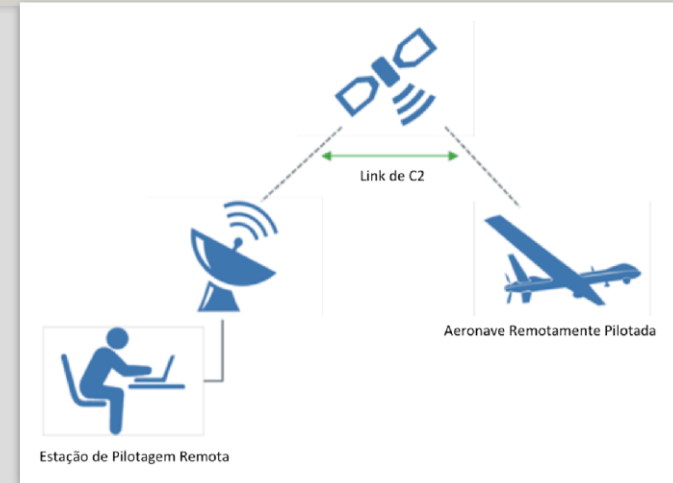 Link de C2
Aeronave Remotamente Pilotada
Estação de Pilotagem Remota